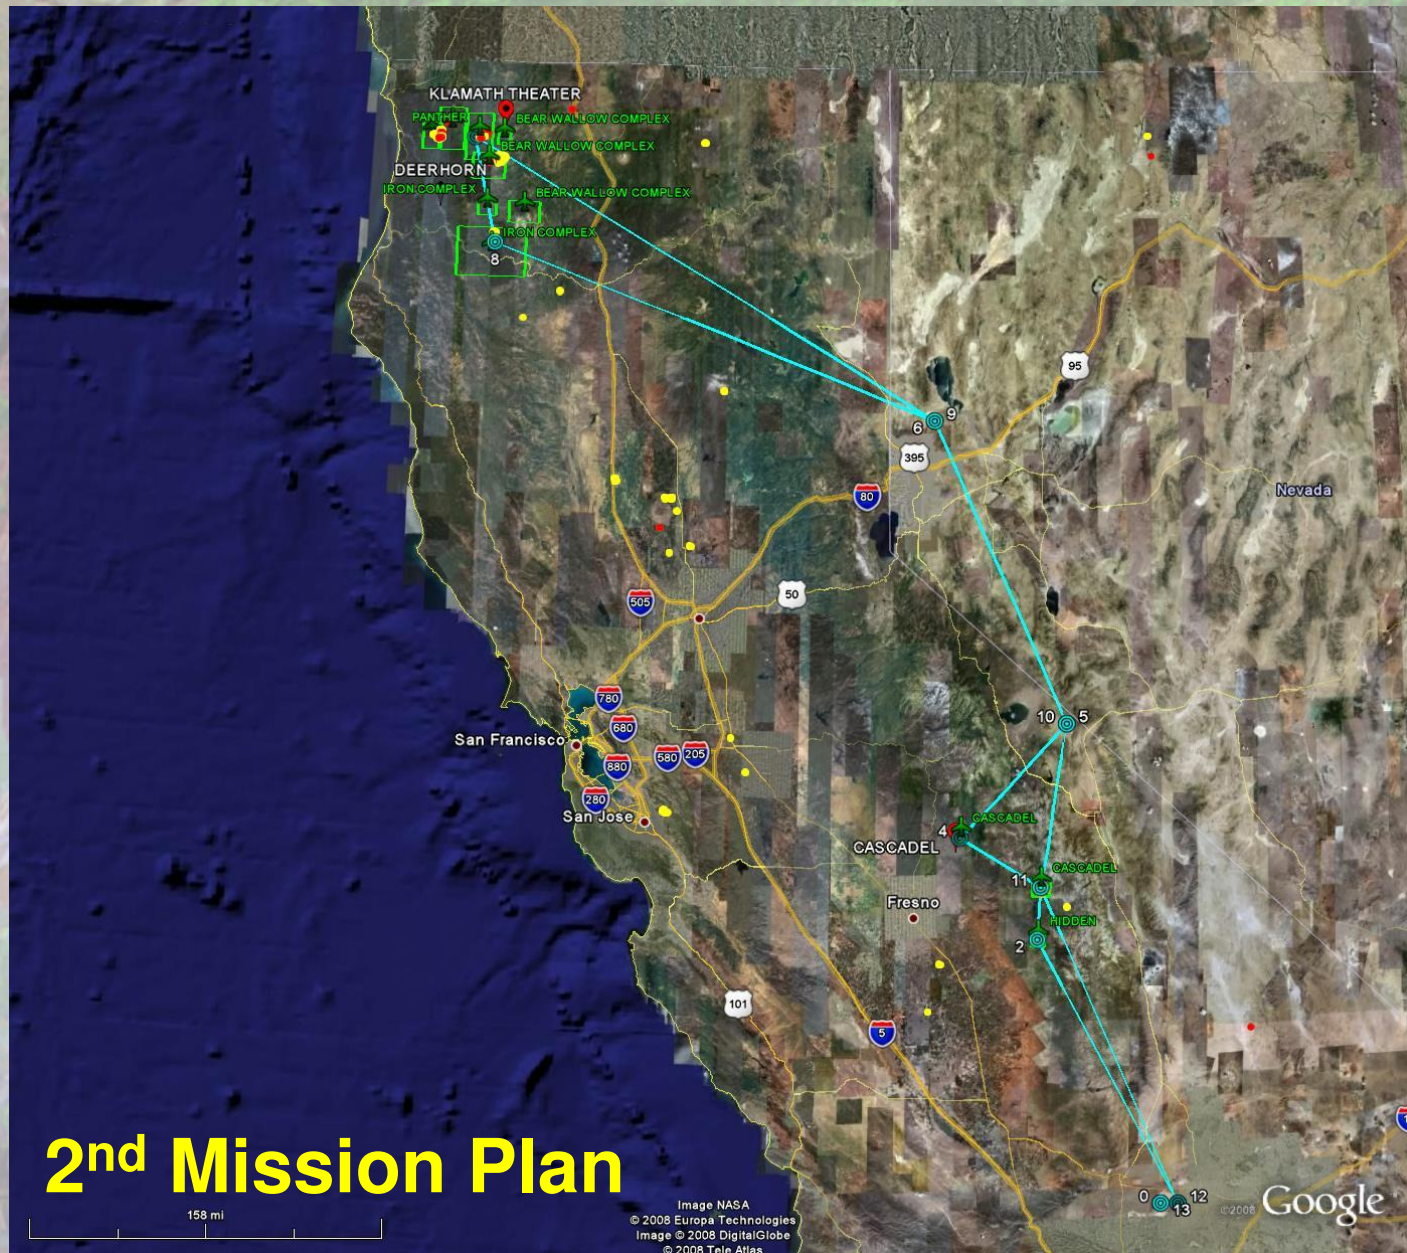 KLAMATH THEATER
PANTHER
BEAR WALLOW COMPLEX
BEAR WALLOW COMPLEX
DEERHORN
IRON COMPLEX
BEAR WALLOW COMPLEX
IRON COMPLEX
8
95
9
6
395
80
Nevada
505
50
780
10 5
680
San Francisco
580 205
880
280
San Jose
4 CASCADEL
CASCADEL
11 CASCADEL
Fresno
HIDDEN
2
101
5
2nd Mission Plan
0 12
13
©2008 Google
158 mi
Image NASA
© 2008 Europa Technologies
Image © 2008 DigitalGlobe
© 2008 Tele Atlas